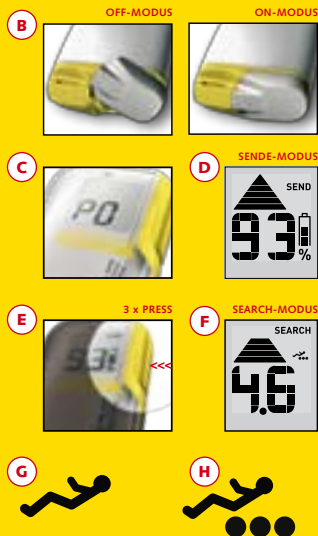 OFF-MODUS
ON-MODUS
B
C
P0
SENDE-MODUS
D
SEND
93
%
3 x PRESS
E
93
<<<
SEARCH-MODUS
F
SEARCH
4.6
G
H